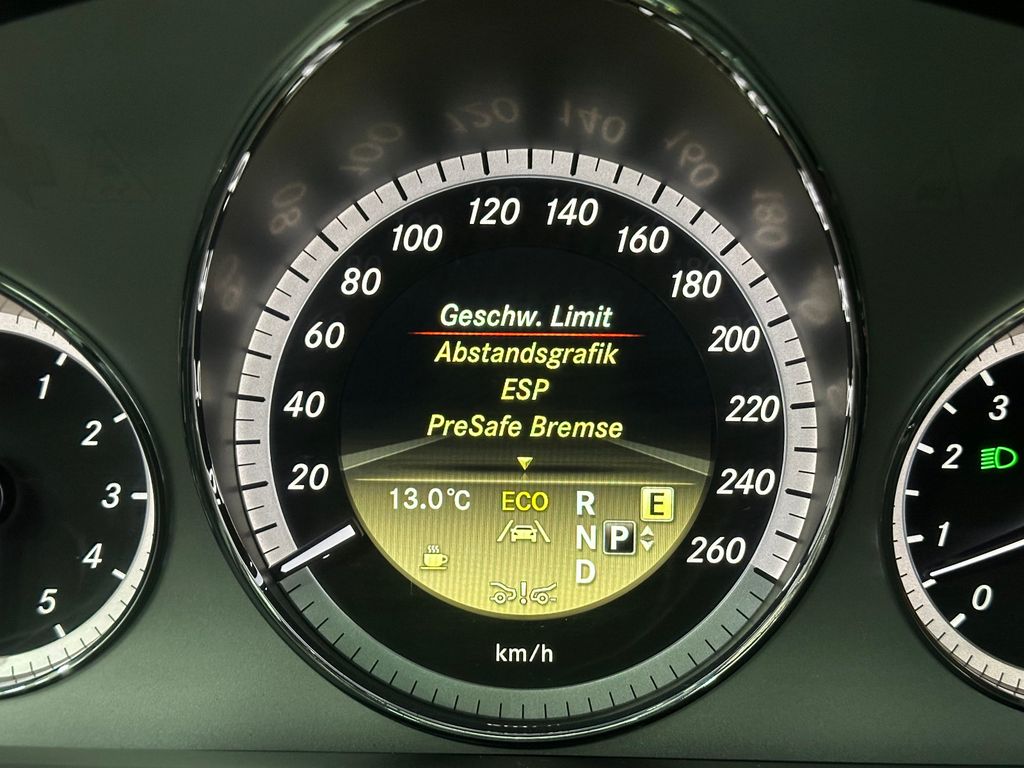 120 140
100 160
80 180
60 200
40 220
20 240
260
Geschw. Limit
Abstandsgrafik
ESP
PreSafe Bremse
13.0°C ECO R E
N P
D
km/h
1
2
3
4
5
3
2
1
0